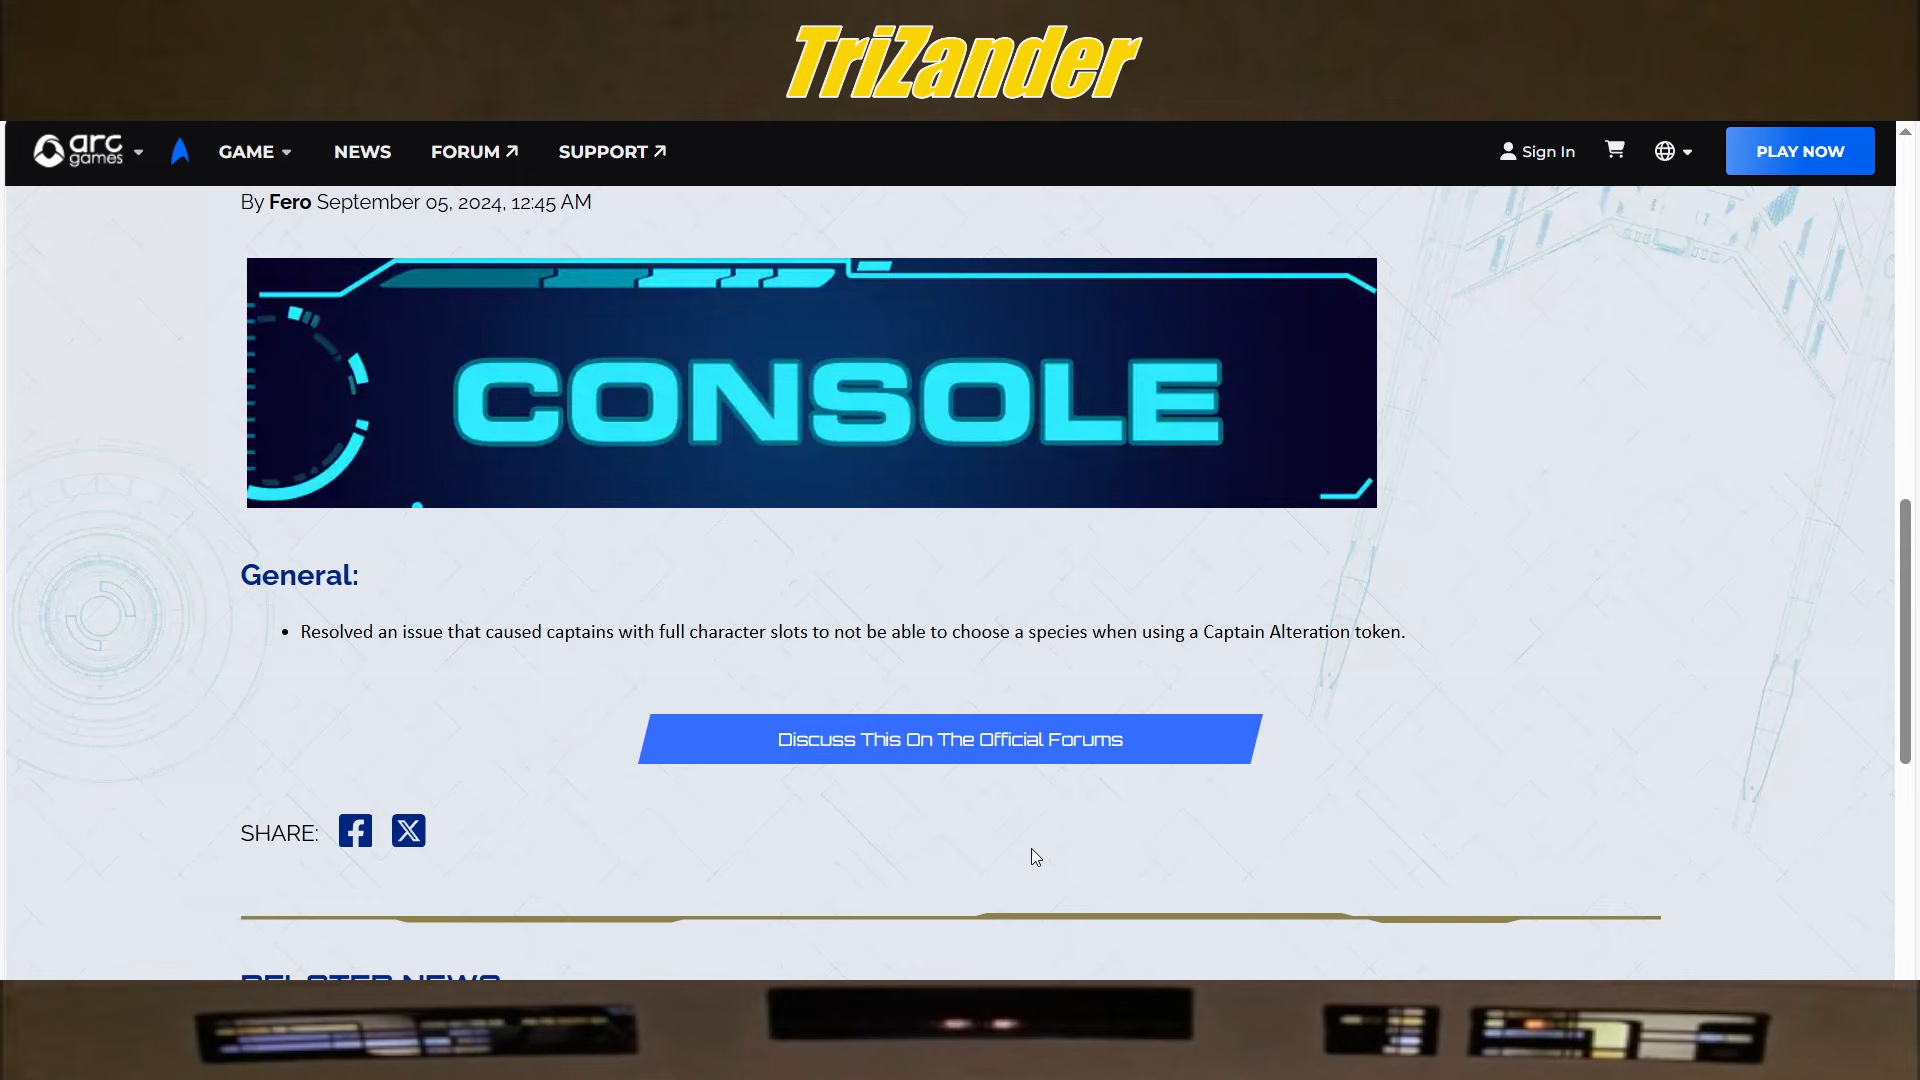 TriZander
arc games
GAME
NEWS
FORUM
SUPPORT
Sign In
PLAY NOW
By Fero September 05, 2024, 12:45 AM
CONSOLE
General:
• Resolved an issue that caused captains with full character slots to not be able to choose a species when using a Captain Alteration token.
Discuss This On The Official Forums
SHARE:
RELATED NEWS